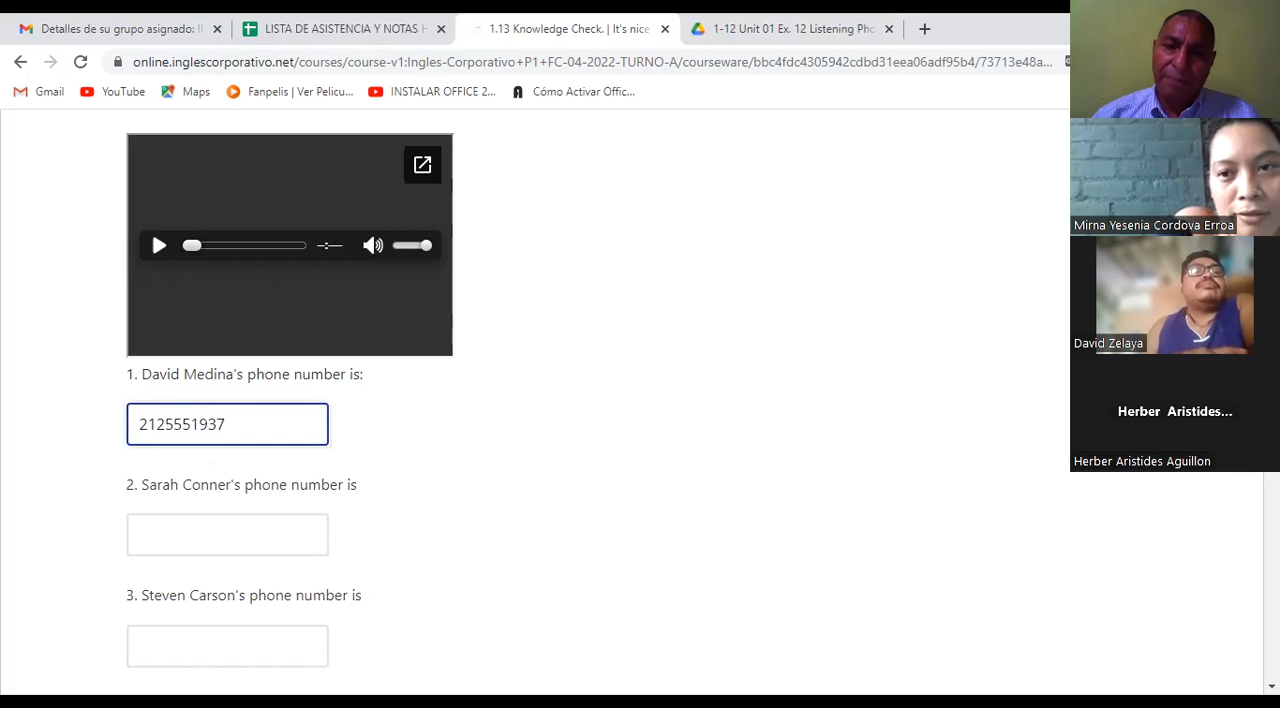 Detalles de su grupo asignado: I
LISTA DE ASISTENCIA Y NOTAS H
1.13 Knowledge Check. | It's nice
1-12 Unit 01 Ex. 12 Listening Pho
online.inglescorporativo.net/courses/course-v1:Ingles-Corporativo+P1+FC-04-2022-TURNO-A/courseware/bbc4fdc4305942cdbd31eea06adf95b4/73713e48a...
Gmail
YouTube
Maps
Fanpelis | Ver Pelicu...
INSTALAR OFFICE 2...
Cómo Activar Offic...
1. David Medina's phone number is:
2125551937
2. Sarah Conner's phone number is
3. Steven Carson's phone number is
Mirna Yesenia Cordova Erroa
David Zelaya
Herber Aristides...
Herber Aristides Aguillon